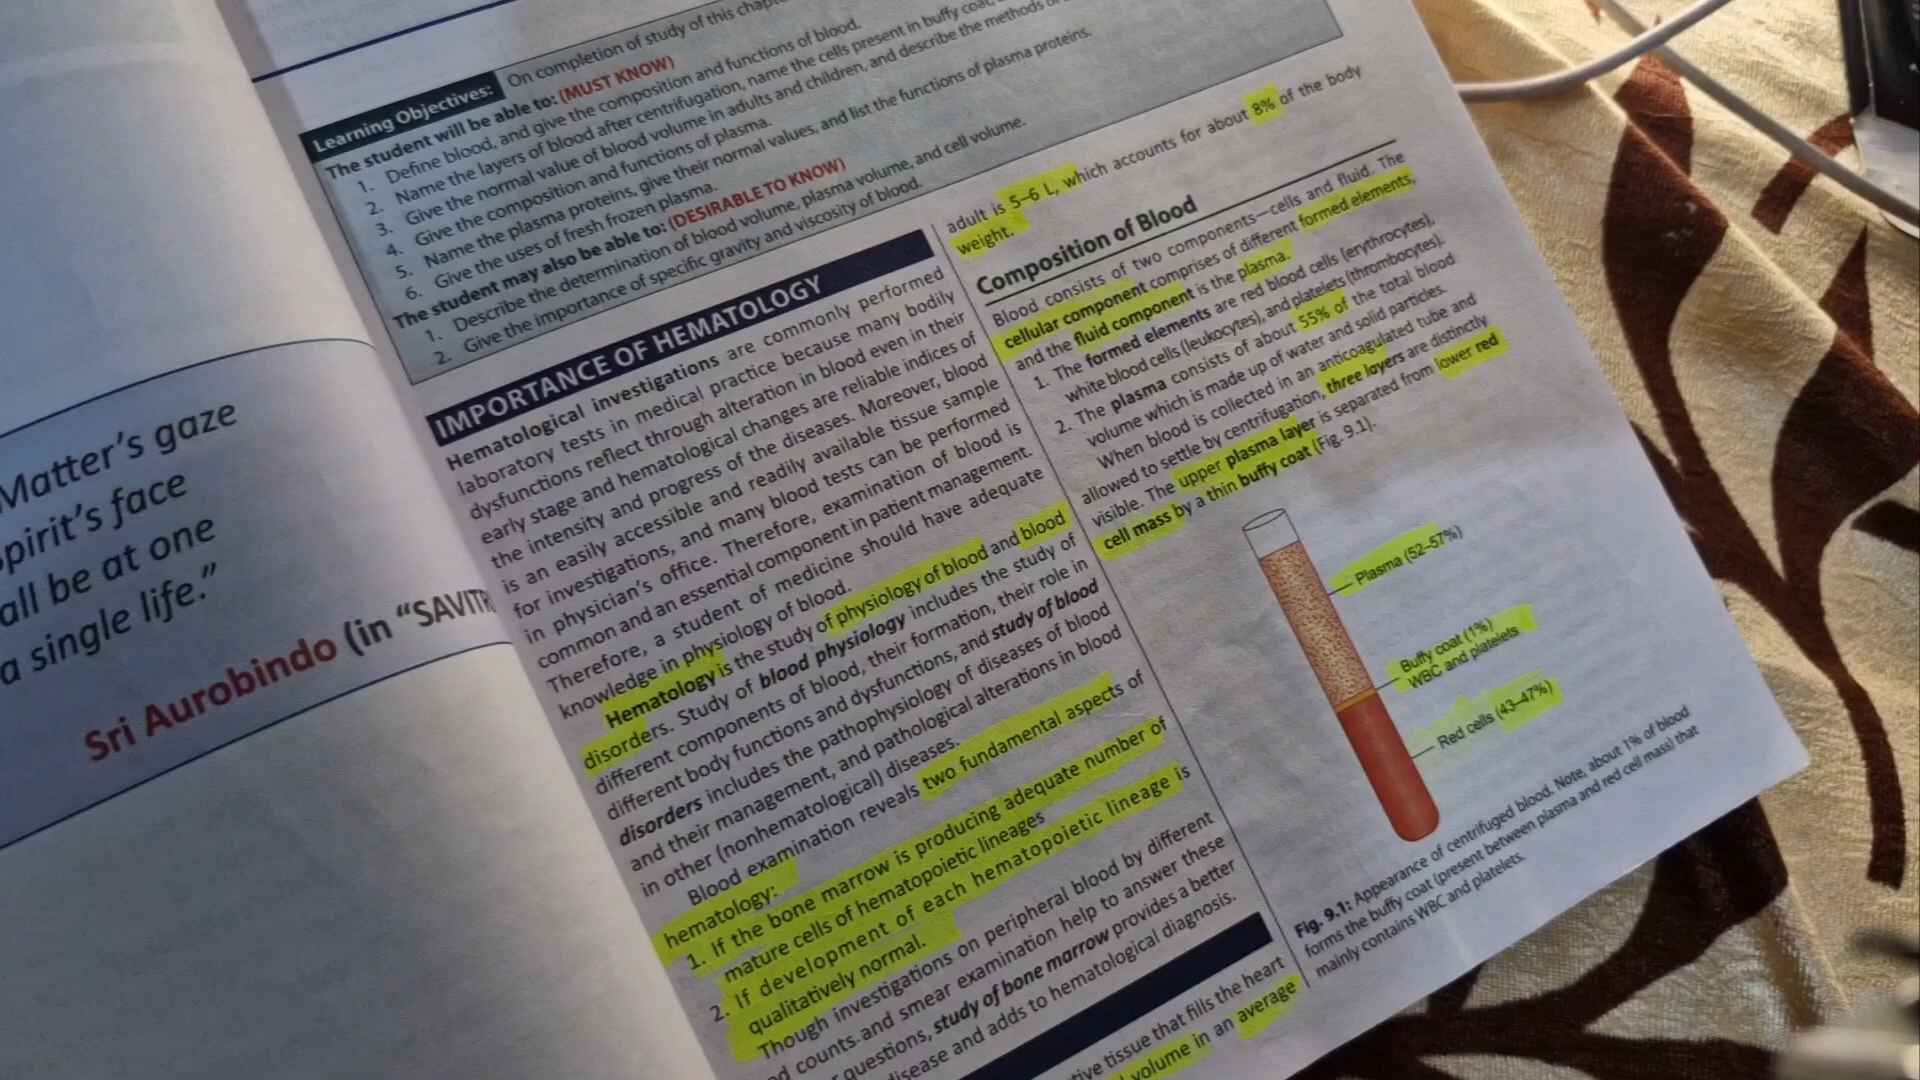 Matter's gaze
pirit's face
all be at one
a single life."
Sri Aurobindo (in "SAVITR
Learning Objectives: On completion of study of this
The student will be able to: (MUST KNOW)
1. Define blood, and give the composition and functions of blood.
2. Name the layers of blood after centrifugation, name the cells present in buffy coat,
3. Give the normal value of blood volume in adults and children, and describe the methods
4. Give the composition and functions of plasma.
5. Name the plasma proteins, give their normal values, and list the functions of plasma proteins.
6. Give the uses of fresh frozen plasma.
The student may also be able to: (DESIRABLE TO KNOW)
1. Describe the determination of blood volume, plasma volume, and cell volume.
2. Give the importance of specific gravity and viscosity of blood.
IMPORTANCE OF HEMATOLOGY
Hematological investigations are commonly performed
laboratory tests in medical practice because many bodily
dysfunctions reflect through alteration in blood even in their
early stage and hematological changes are reliable indices of
the intensity and progress of the diseases. Moreover, blood
is an easily accessible and readily available tissue sample
for investigations, and many blood tests can be performed
in physician's office. Therefore, examination of blood is
common and an essential component in patient management.
Therefore, a student of medicine should have adequate
knowledge in physiology of blood.
Hematology is the study of physiology of blood and blood
disorders. Study of blood physiology includes the study of
different components of blood, their formation, their role in
different body functions and dysfunctions, and study of blood
disorders includes the pathophysiology of diseases of blood
and their management, and pathological alterations in blood
in other (nonhematological) diseases.
Blood examination reveals two fundamental aspects of
hematology:
1. If the bone marrow is producing adequate number of
mature cells of hematopoietic lineages
2. If development of each hematopoietic lineage is
qualitatively normal.
Though investigations on peripheral blood by different
counts and smear examination help to answer these
questions, study of bone marrow provides a better
disease and adds to hematological diagnosis.
tive tissue that fills the heart
volume in an average
adult is 5–6 L, which accounts for about 8% of the body
weight.
Composition of Blood
Blood consists of two components—cells and fluid. The
cellular component comprises of different formed elements,
and the fluid component is the plasma.
1. The formed elements are red blood cells (erythrocytes),
white blood cells (leukocytes), and platelets (thrombocytes).
2. The plasma consists of about 55% of the total blood
volume which is made up of water and solid particles.
When blood is collected in an anticoagulated tube and
allowed to settle by centrifugation, three layers are distinctly
visible. The upper plasma layer is separated from lower red
cell mass by a thin buffy coat (Fig. 9.1).
Plasma (52–57%)
Buffy coat (1%)
WBC and platelets
Red cells (43–47%)
Fig. 9.1: Appearance of centrifuged blood. Note, about 1% of blood
forms the buffy coat (present between plasma and red cell mass) that
mainly contains WBC and platelets.